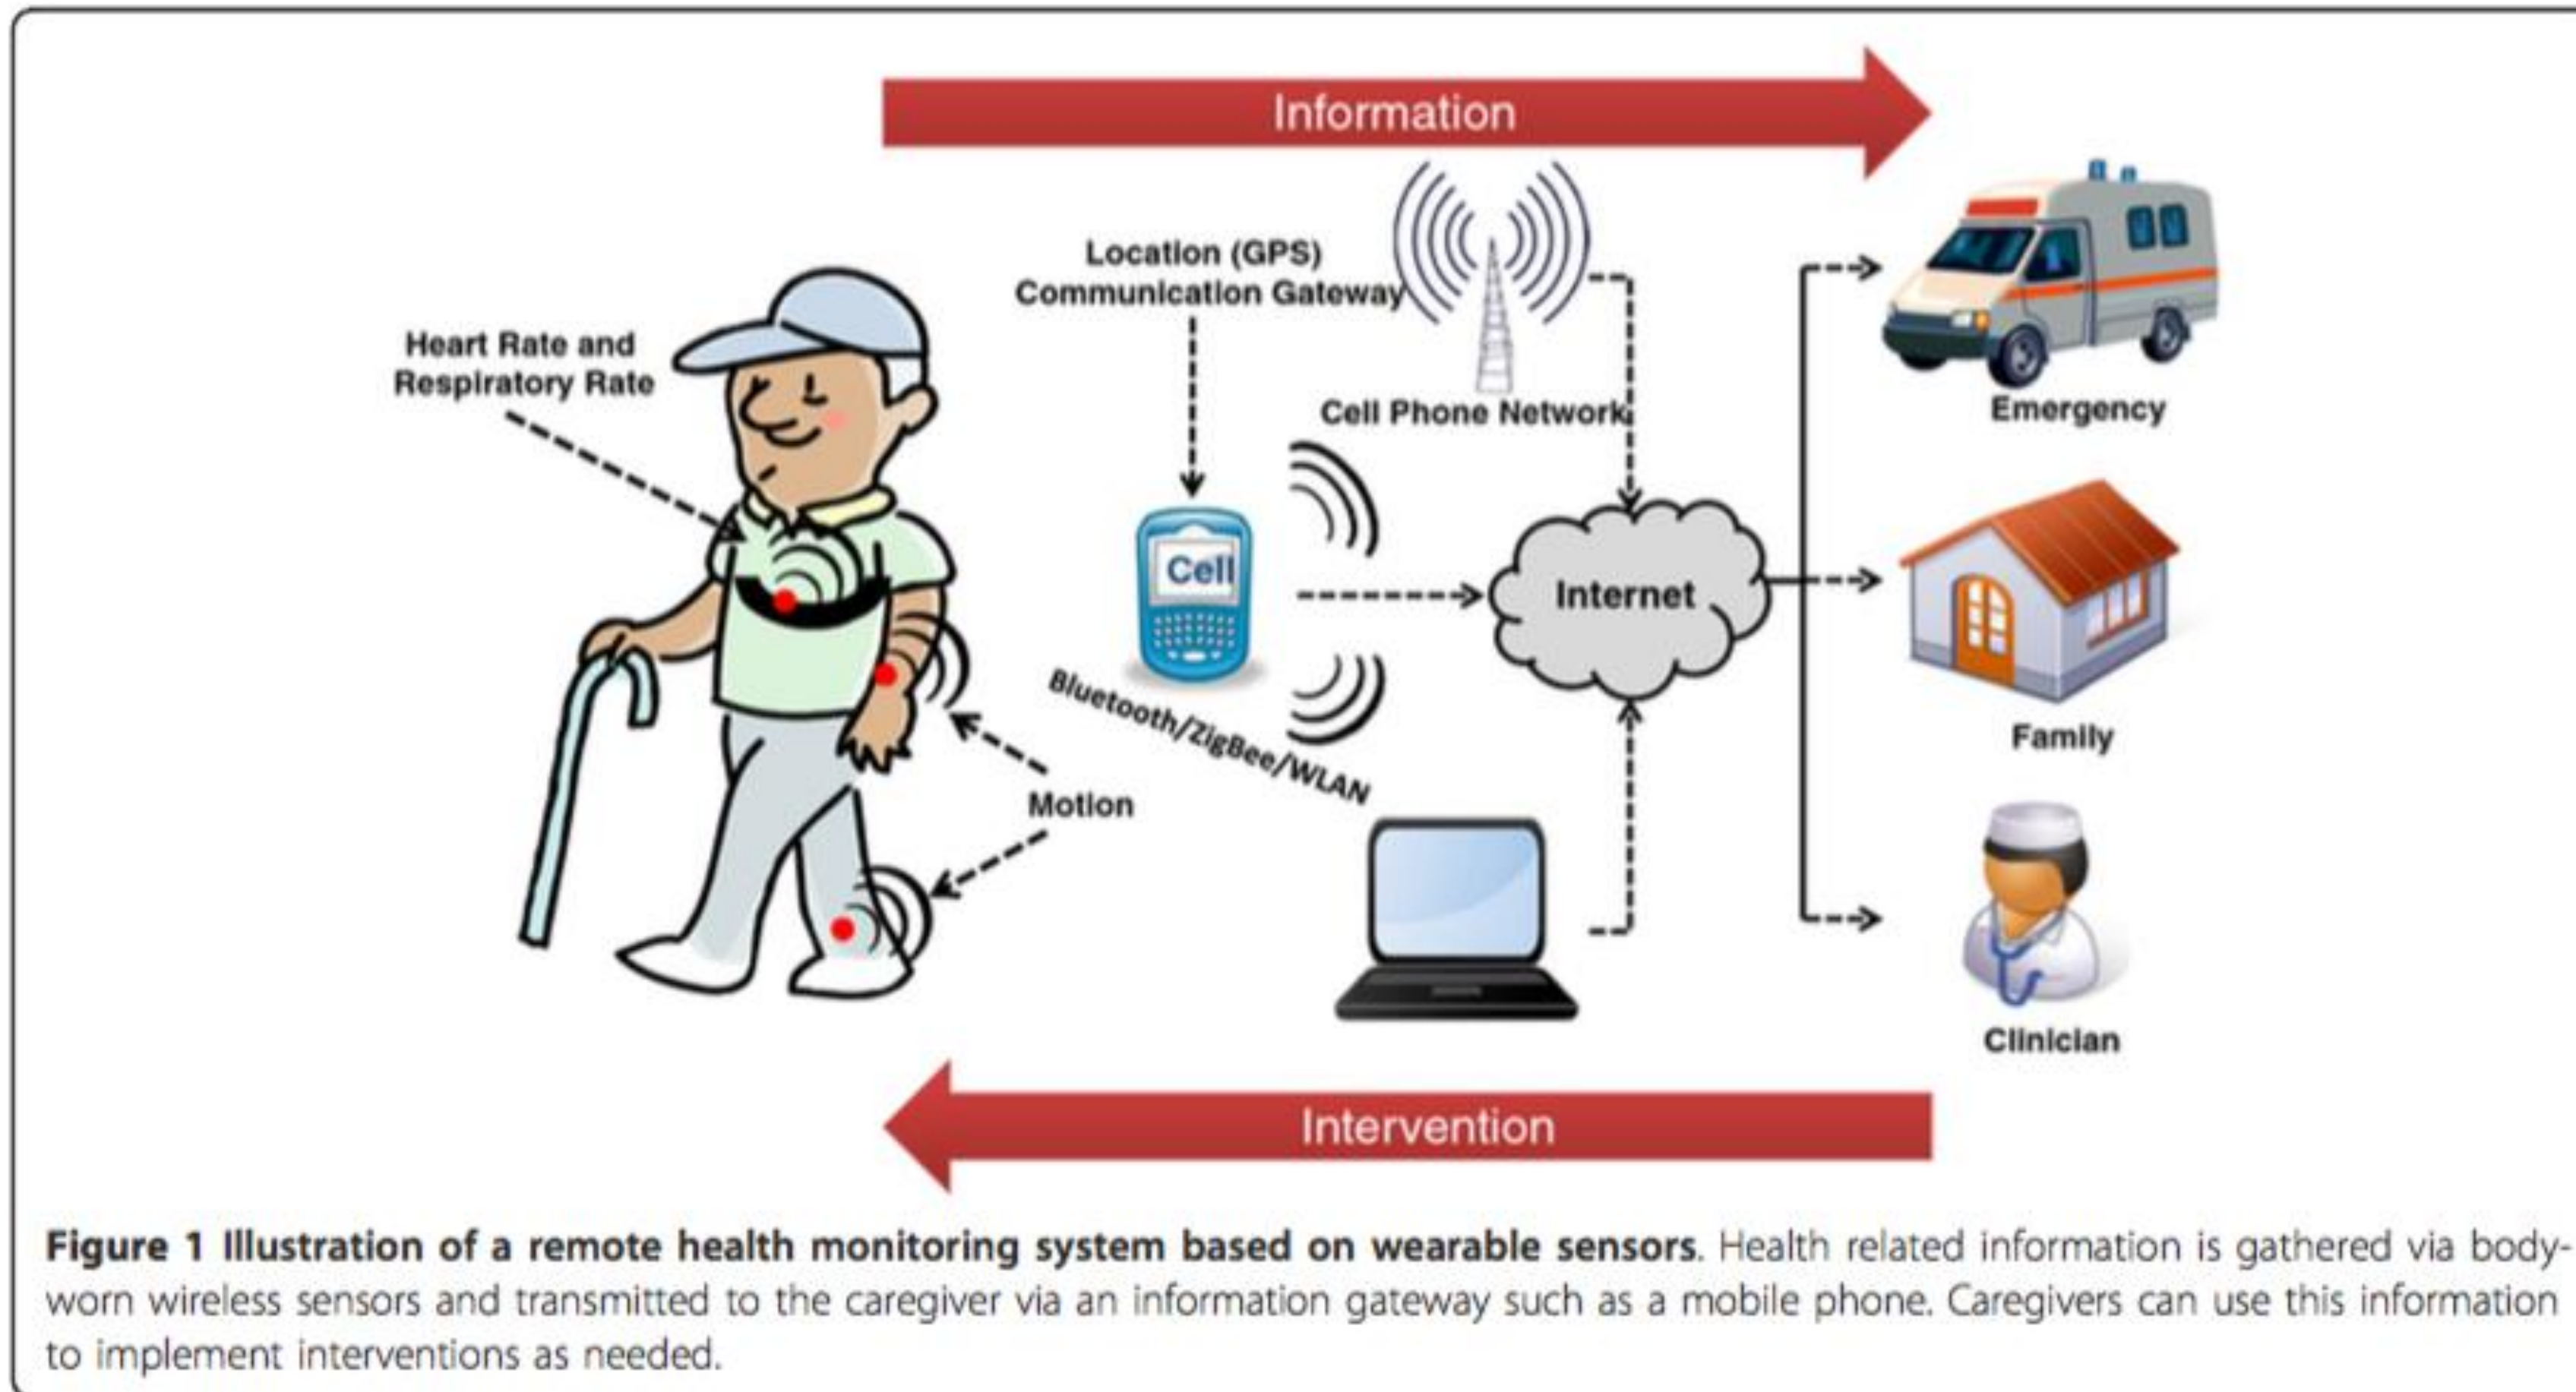 Information
Location (GPS)
Communication Gateway
Heart Rate and
Respiratory Rate
Cell Phone Network
Emergency
Cell
Internet
Bluetooth/ZigBee/WLAN
Family
Motion
Clinician
Intervention
Figure 1 Illustration of a remote health monitoring system based on wearable sensors. Health related information is gathered via body-
worn wireless sensors and transmitted to the caregiver via an information gateway such as a mobile phone. Caregivers can use this information
to implement interventions as needed.